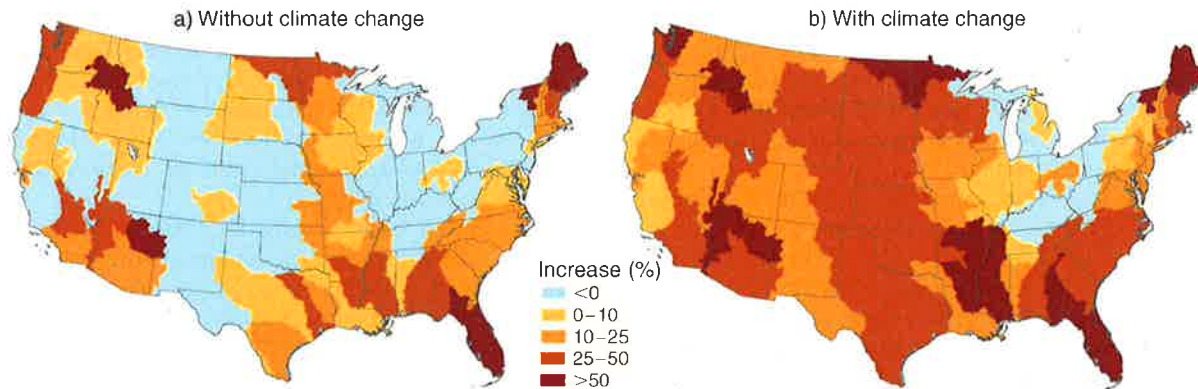 a) Without climate change
b) With climate change
Increase (%)
<0
0–10
10–25
25–50
>50